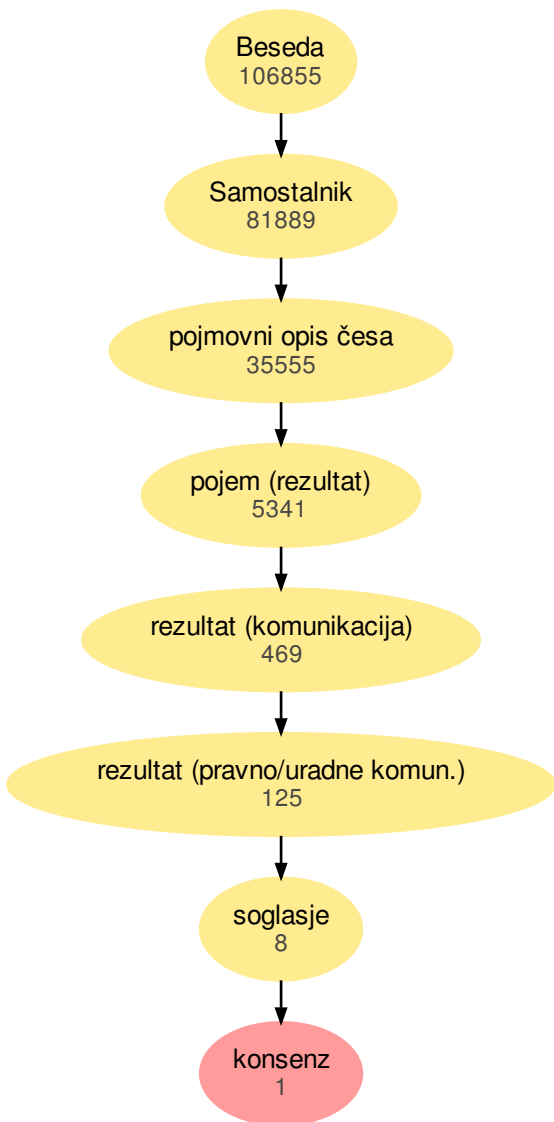 Beseda
106855
Samostalnik
81889
pojmovni opis česa
35555
pojem (rezultat)
5341
rezultat (komunikacija)
469
rezultat (pravno/uradne komun.)
125
soglasje
8
konsenz
1